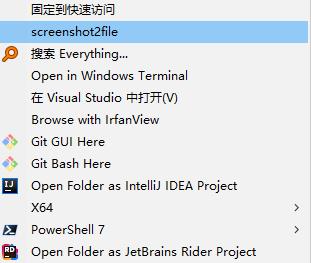 固定到快速访问
screenshot2file
搜索 Everything...
Open in Windows Terminal
在 Visual Studio 中打开(V)
Browse with IrfanView
Git GUI Here
Git Bash Here
Open Folder as IntelliJ IDEA Project
X64
PowerShell 7
Open Folder as JetBrains Rider Project